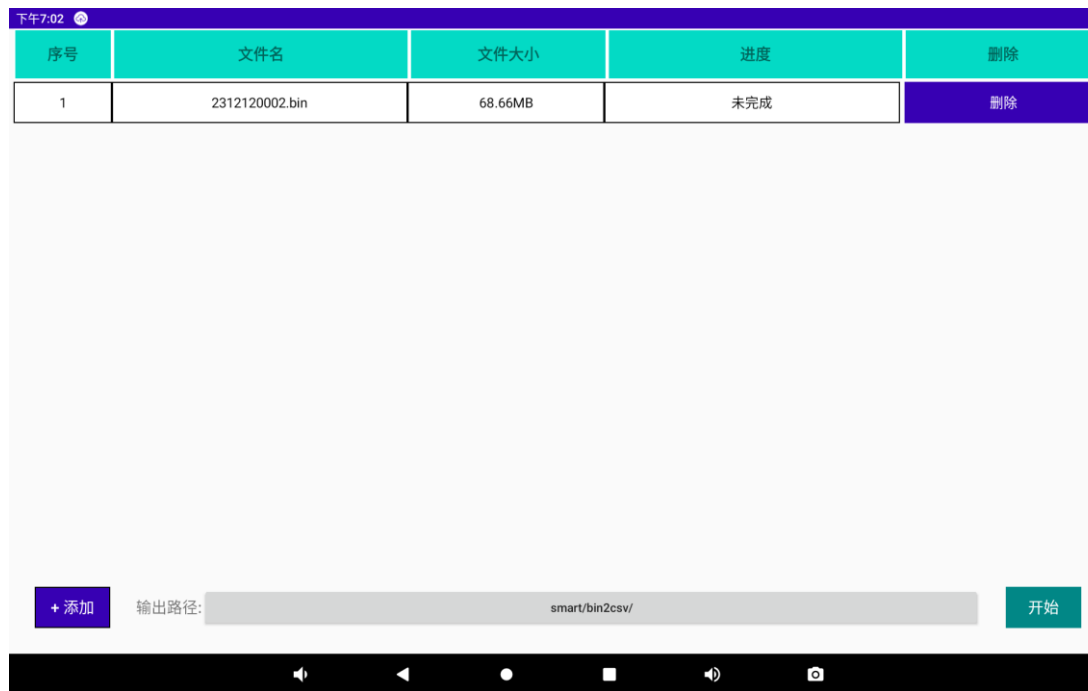 下午7:02
序号 文件名 文件大小 进度 删除
1 2312120002.bin 68.66MB 未完成 删除
+ 添加 输出路径: smart/bin2csv/ 开始